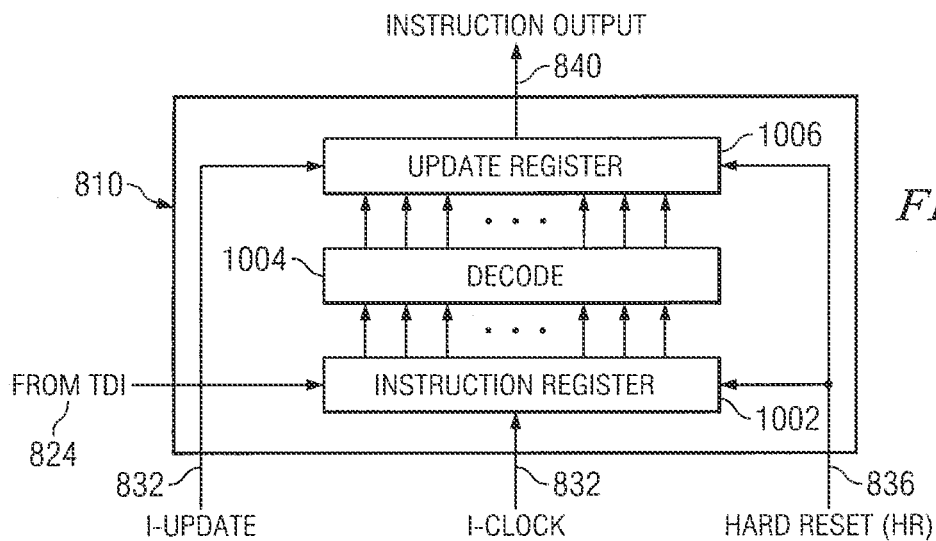 INSTRUCTION OUTPUT
840
1006
UPDATE REGISTER
810
1004
DECODE
FROM TDI
INSTRUCTION REGISTER
824
1002
832
832
836
I-UPDATE
I-CLOCK
HARD RESET (HR)